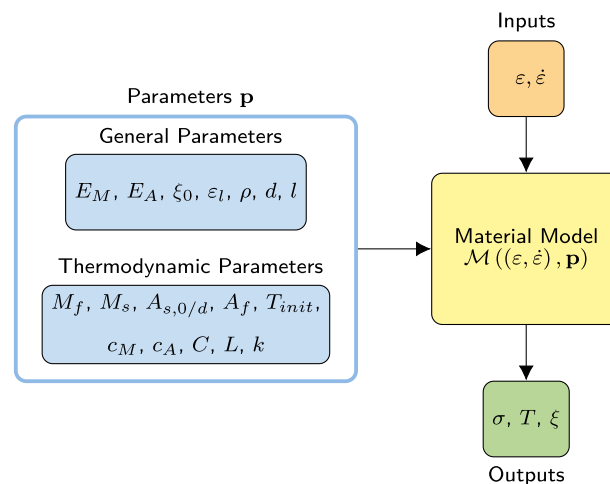 Inputs
ε, ε̇
Parameters p
General Parameters
E_M, E_A, ξ_0, ε_l, ρ, d, l
Material Model
M((ε, ε̇), p)
Thermodynamic Parameters
M_f, M_s, A_{s,0/d}, A_f, T_{init},
c_M, c_A, C, L, k
σ, T, ξ
Outputs